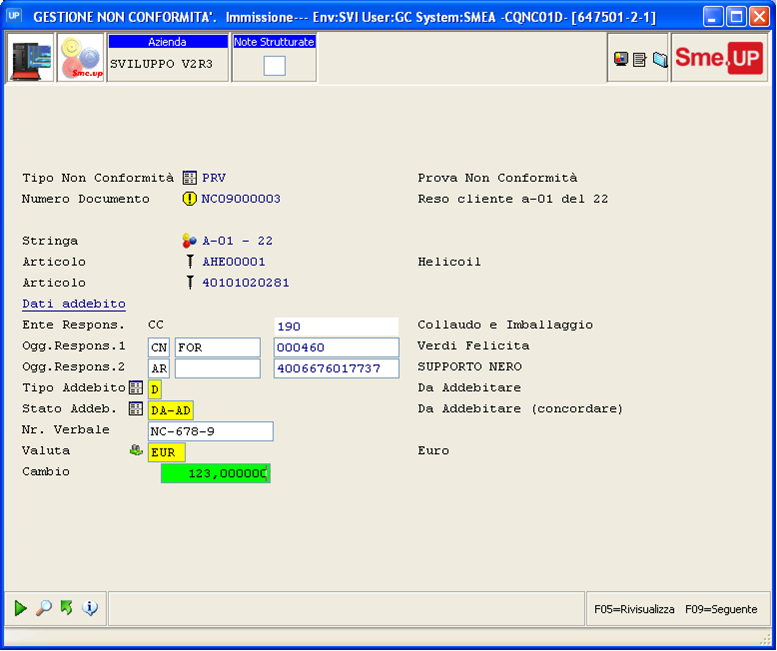 UP GESTIONE NON CONFORMITA'. Immissione--- Env:SVI User:GC System:SMEA -CQNC01D- [647501-2-1]
Sme.up
Azienda
SVILUPPO V2R3
Note Strutturate
Sme.UP
Tipo Non Conformità PRV Prova Non Conformità
Numero Documento NC09000003 Reso cliente a-01 del 22
Stringa A-01 - 22
Articolo AHE00001 Helicoil
Articolo 40101020281
Dati addebito
Ente Respons. CC 190 Collaudo e Imballaggio
Ogg.Respons.1 CN FOR 000460 Verdi Felicita
Ogg.Respons.2 AR 4006676017737 SUPPORTO NERO
Tipo Addebito D Da Addebitare
Stato Addeb. DA-AD Da Addebitare (concordare)
Nr. Verbale NC-678-9
Valuta EUR Euro
Cambio 123,000000
F05=Rivisualizza F09=Seguente